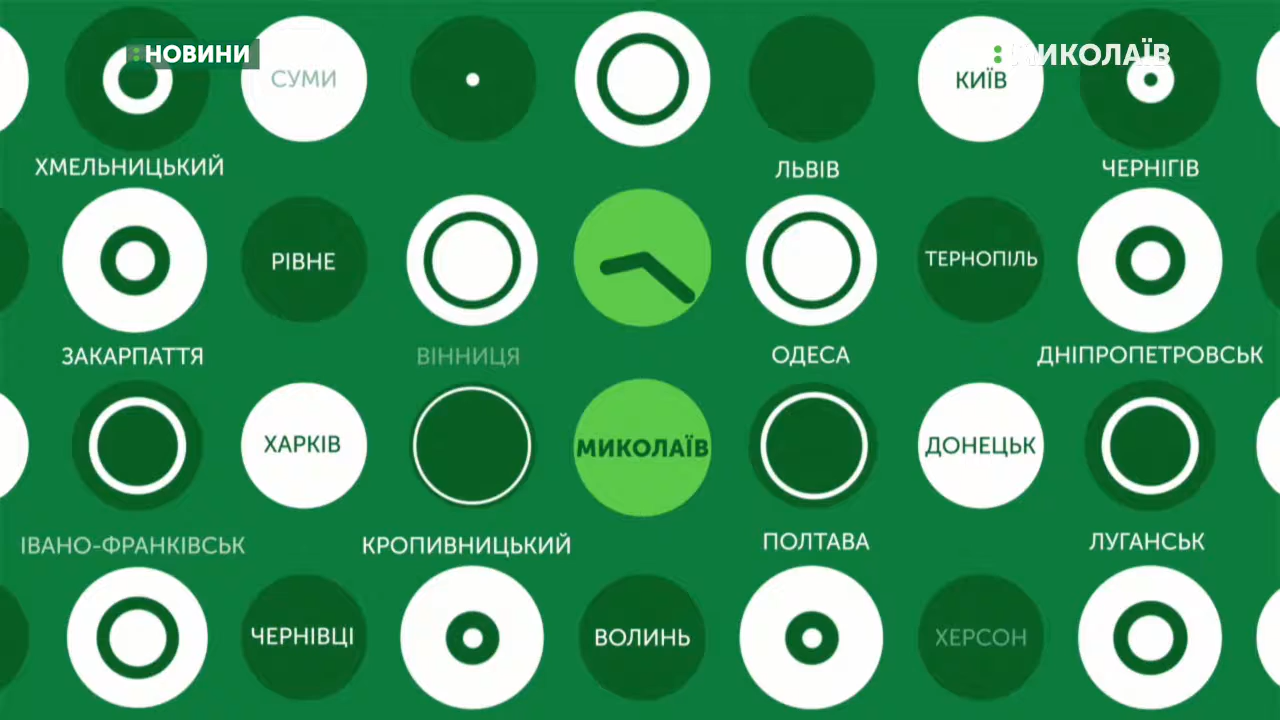 НОВИНИ
МИКОЛАЇВ
СУМИ
КИЇВ
ХМЕЛЬНИЦЬКИЙ
ЛЬВІВ
ЧЕРНІГІВ
РІВНЕ
ТЕРНОПІЛЬ
ЗАКАРПАТТЯ
ВІННИЦЯ
ОДЕСА
ДНІПРОПЕТРОВСЬК
ХАРКІВ
МИКОЛАЇВ
ДОНЕЦЬК
ІВАНО-ФРАНКІВСЬК
КРОПИВНИЦЬКИЙ
ПОЛТАВА
ЛУГАНСЬК
ЧЕРНІВЦІ
ВОЛИНЬ
ХЕРСОН